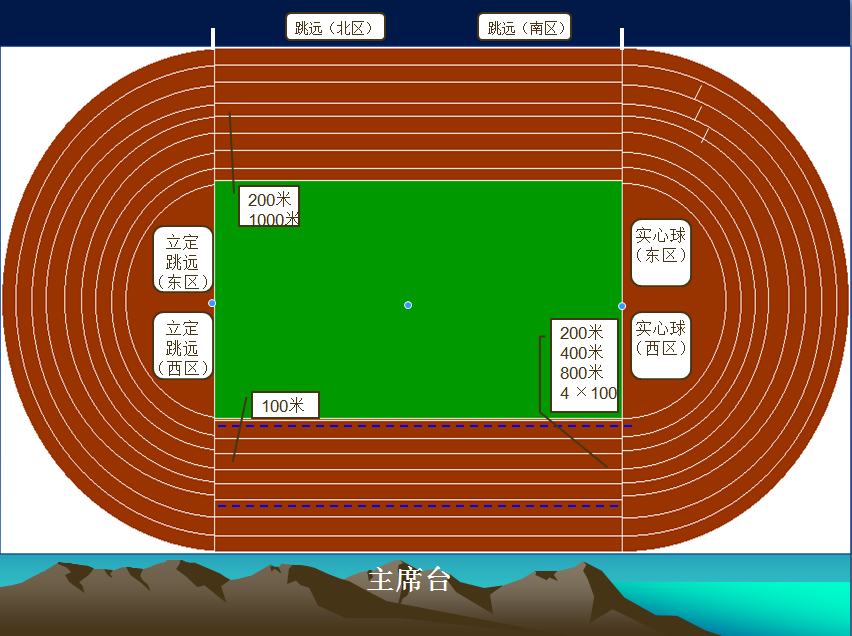 跳远（北区）
跳远（南区）
200米
1000米
立定
跳远
（东区）
实心球
（东区）
立定
跳远
（西区）
实心球
（西区）
200米
400米
800米
4 ×100
100米
主席台